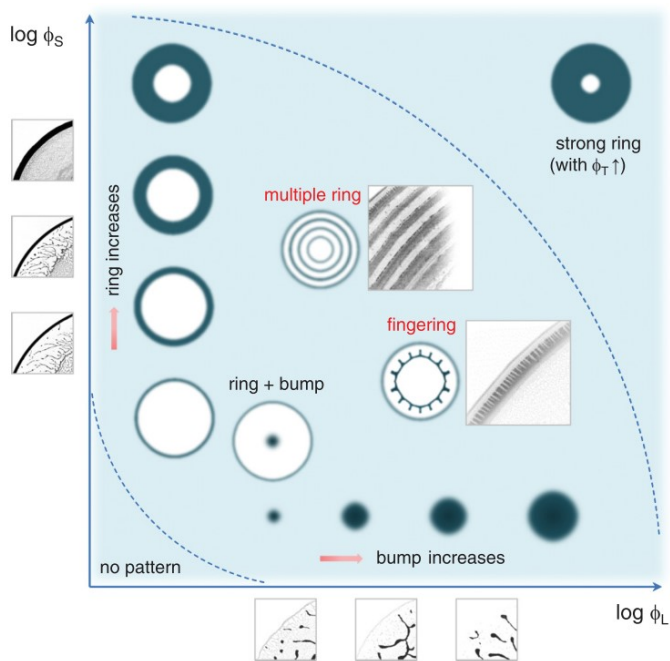 log ϕS
strong ring
(with ϕT ↑)
multiple ring
ring increases
fingering
ring + bump
bump increases
no pattern
log ϕL